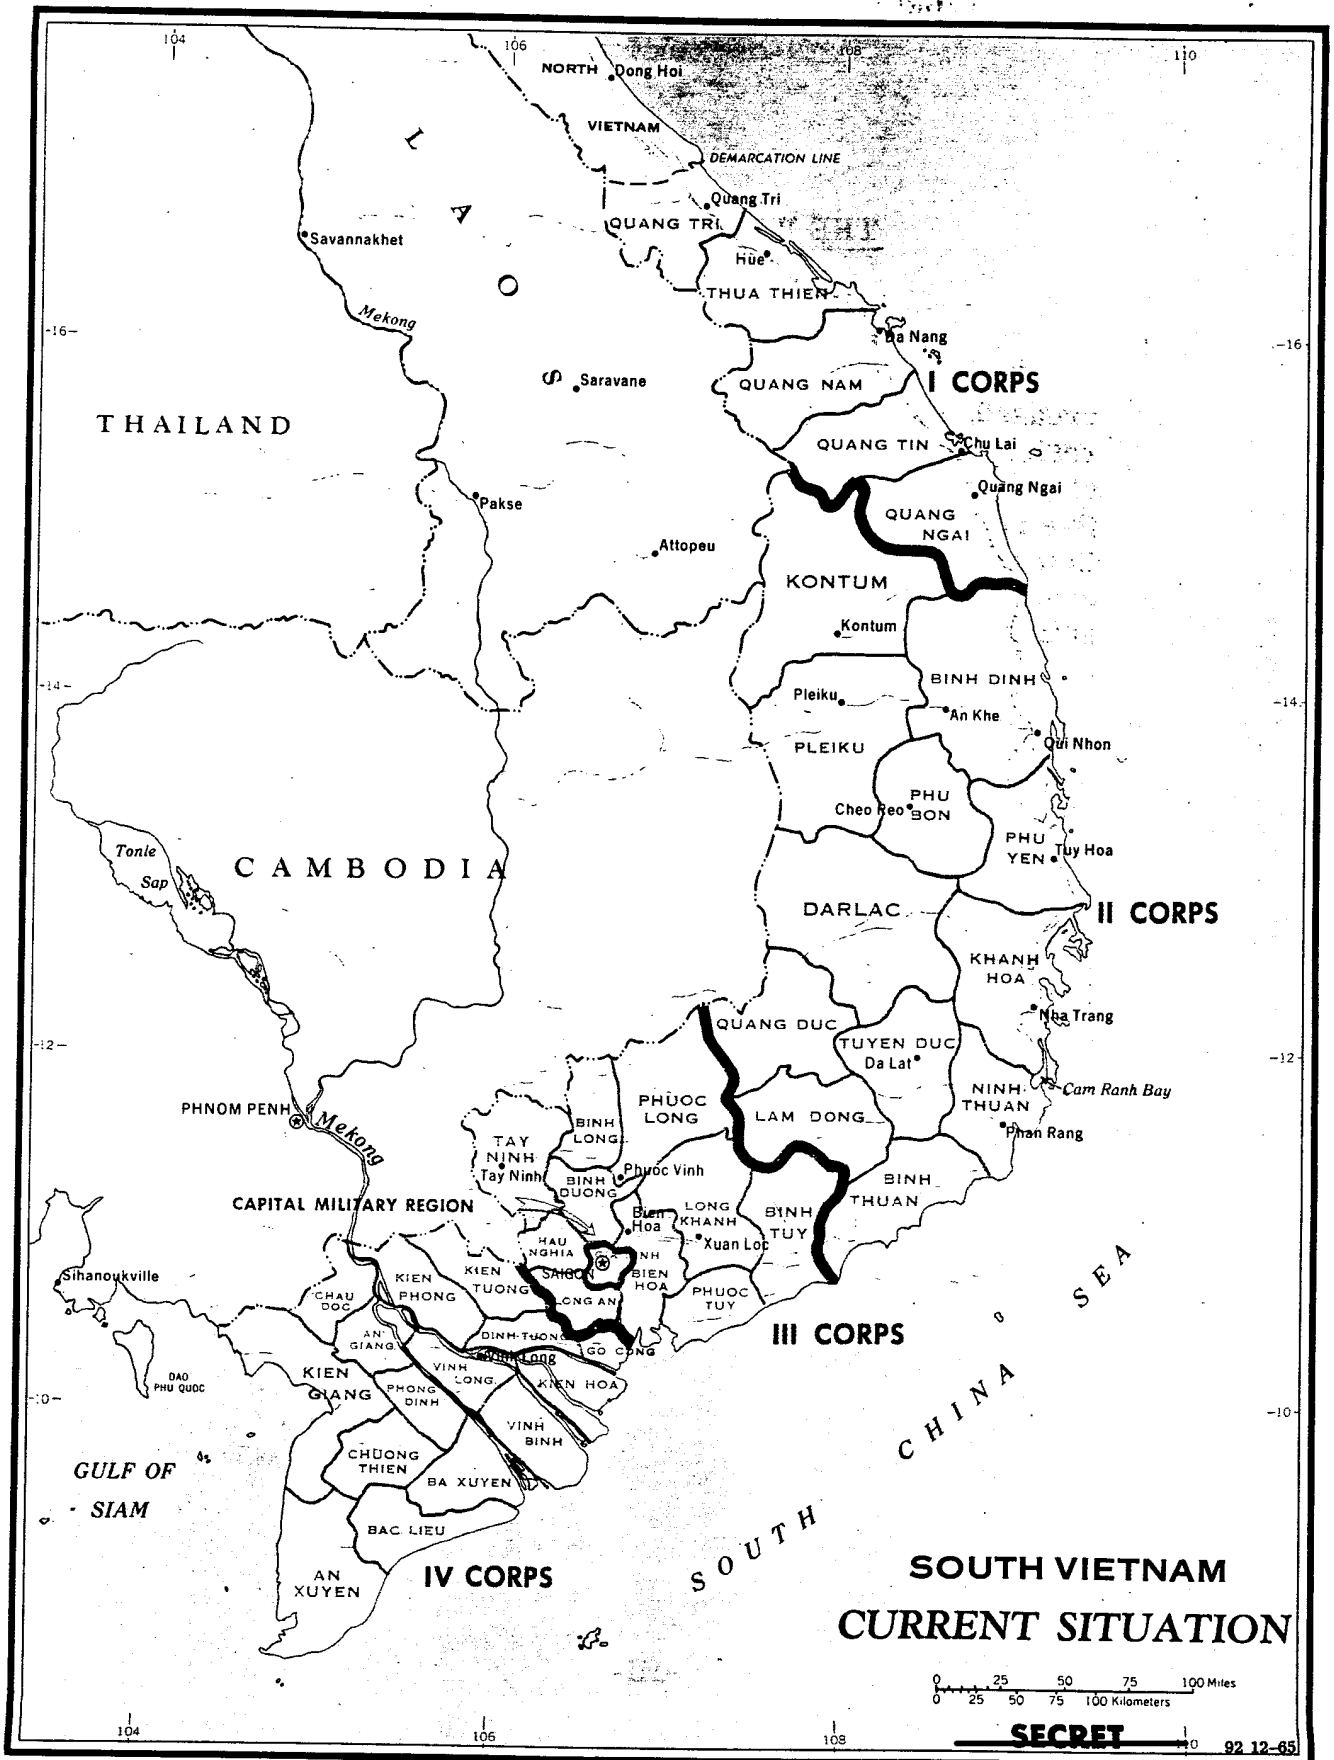 104
106
108
110
NORTH
Dong Hoi
VIETNAM
LAOS
DEMARCATION LINE
Quang Tri
QUANG TRI
Savannakhet
Hue
THUA THIEN
Mekong
-16-
Da Nang
-16-
Saravane
QUANG NAM
I CORPS
THAILAND
QUANG TIN
Chu Lai
Pakse
Quang Ngai
QUANG
NGAI
Attopeu
KONTUM
Kontum
-14-
BINH DINH
Pleiku
An Khe
-14-
PLEIKU
Qui Nhon
Cheo Reo
PHU
BON
PHU
YEN
Tuy Hoa
Tonle
Sap
CAMBODIA
DARLAC
II CORPS
KHANH
HOA
QUANG DUC
Nha Trang
-12-
TUYEN DUC
Da Lat
-12-
PHNOM PENH
Mekong
PHUOC
LONG
LAM DONG
NINH
THUAN
Cam Ranh Bay
BINH
LONG
Phan Rang
TAY
NINH
Tay Ninh
Phuoc Vinh
BINH
DUONG
BINH
THUAN
CAPITAL MILITARY REGION
LONG
KHANH
BINH
TUY
Bien
Hoa
Xuan Loc
HAU
NGHIA
SAIGON
BIEN
HOA
Sihanoukville
KIEN
PHONG
KIEN
TUONG
CHAU
DOC
LONG AN
PHUOC
TUY
III CORPS
AN
GIANG
DINH TUONG
GO CONG
Vinh Long
DAO
PHU QUOC
KIEN
GIANG
VINH
LONG
KIEN HOA
PHONG
DINH
-10-
-10-
VINH
BINH
CHUONG
THIEN
BA XUYEN
GULF OF
SIAM
SOUTH CHINA SEA
BAC LIEU
AN
XUYEN
IV CORPS
SOUTH VIETNAM
CURRENT SITUATION
0 25 50 75 100 Miles
0 25 50 75 100 Kilometers
SECRET
104
106
108
110
92 12-65